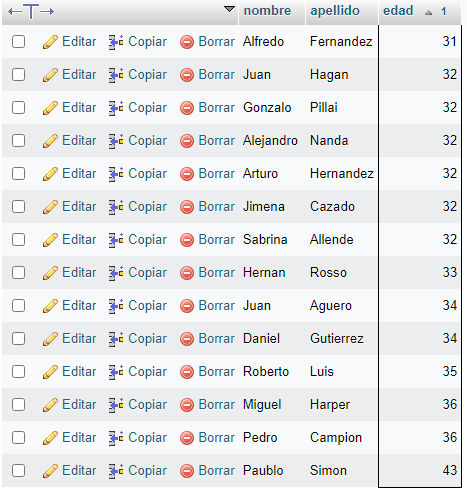 nombre apellido edad 1
Editar Copiar Borrar Alfredo Fernandez 31
Editar Copiar Borrar Juan Hagan 32
Editar Copiar Borrar Gonzalo Pillai 32
Editar Copiar Borrar Alejandro Nanda 32
Editar Copiar Borrar Arturo Hernandez 32
Editar Copiar Borrar Jimena Cazado 32
Editar Copiar Borrar Sabrina Allende 32
Editar Copiar Borrar Hernan Rosso 33
Editar Copiar Borrar Juan Aguero 34
Editar Copiar Borrar Daniel Gutierrez 34
Editar Copiar Borrar Roberto Luis 35
Editar Copiar Borrar Miguel Harper 36
Editar Copiar Borrar Pedro Campion 36
Editar Copiar Borrar Paublo Simon 43